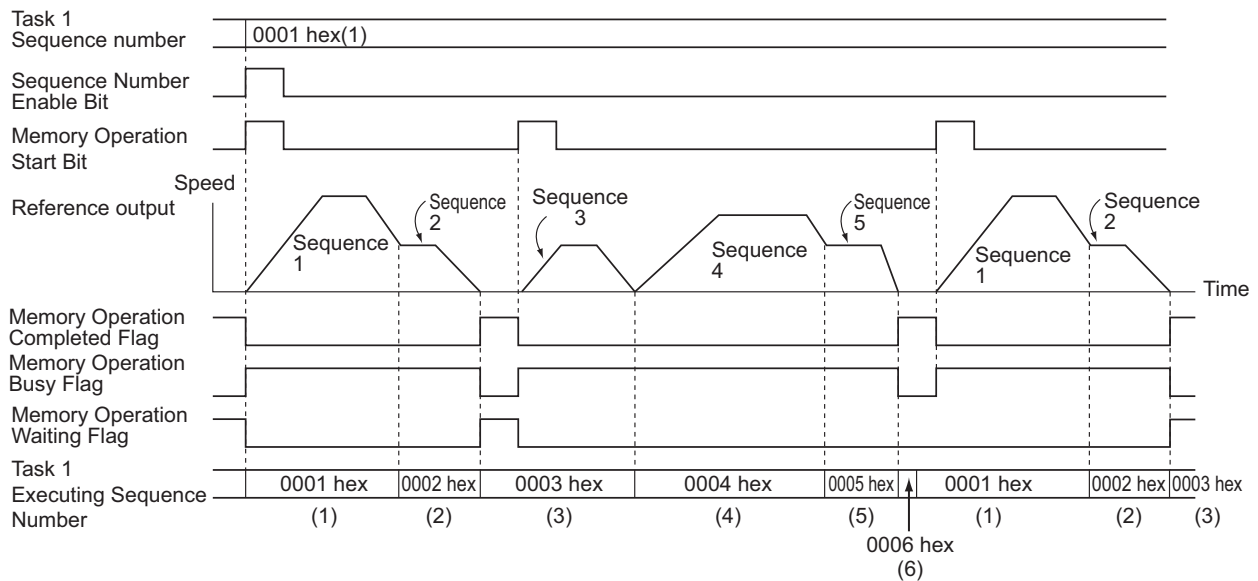 Task 1
Sequence number
0001 hex(1)
Sequence Number
Enable Bit
Memory Operation
Start Bit
Speed
Reference output
Sequence
1
Sequence
2
Sequence
3
Sequence
4
Sequence
5
Sequence
1
Sequence
2
Time
Memory Operation
Completed Flag
Memory Operation
Busy Flag
Memory Operation
Waiting Flag
Task 1
Executing Sequence
Number
0001 hex
0002 hex
0003 hex
0004 hex
0005 hex
0001 hex
0002 hex
0003 hex
(1)
(2)
(3)
(4)
(5)
(1)
(2)
(3)
0006 hex
(6)